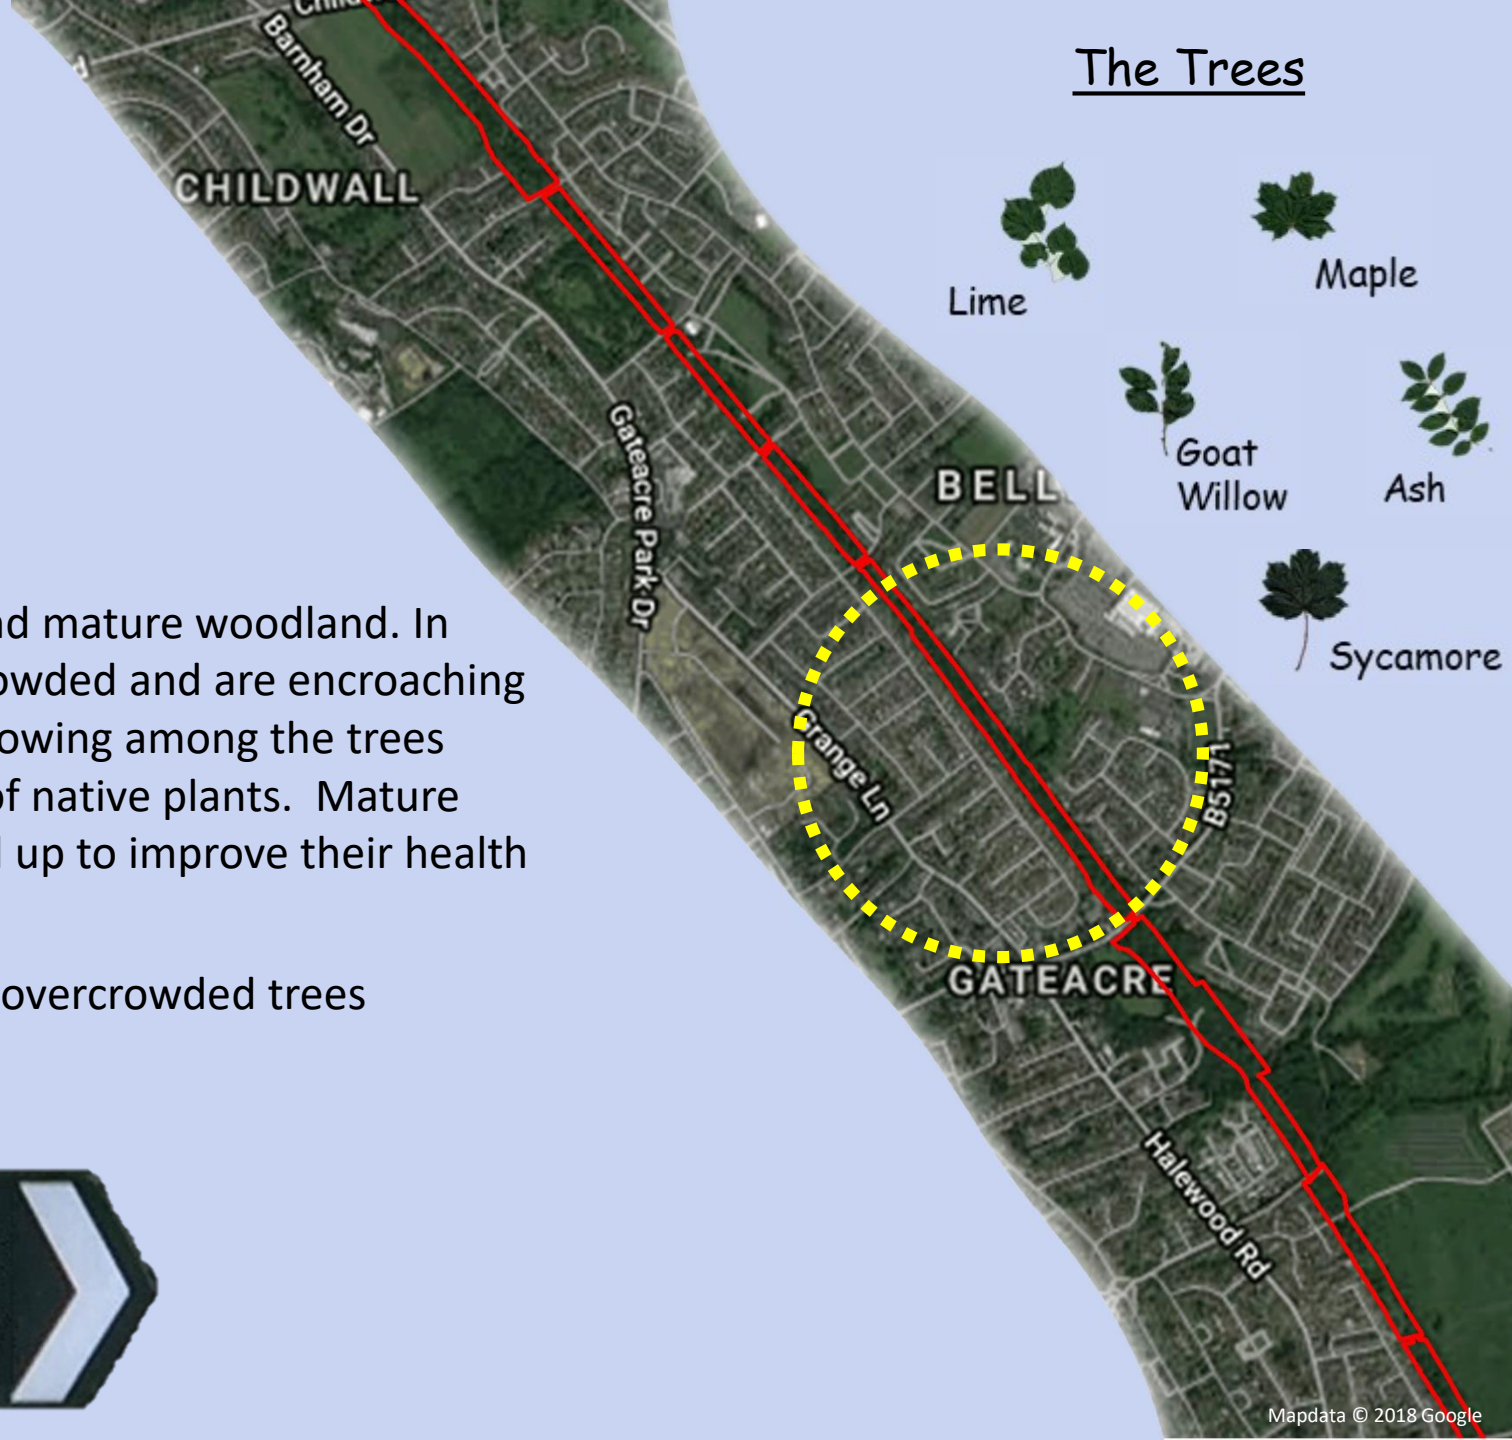 The Trees
Lime
Maple
Goat
Willow
Ash
Sycamore
Barnham Dr
CHILDWALL
Gateacre Park Dr
BELL
Grange Ln
B5171
GATEACRE
Halewood Rd
mature woodland. In
and are encroaching
among the trees
of native plants. Mature
up to improve their health
overcrowded trees
Mapdata © 2018 Google